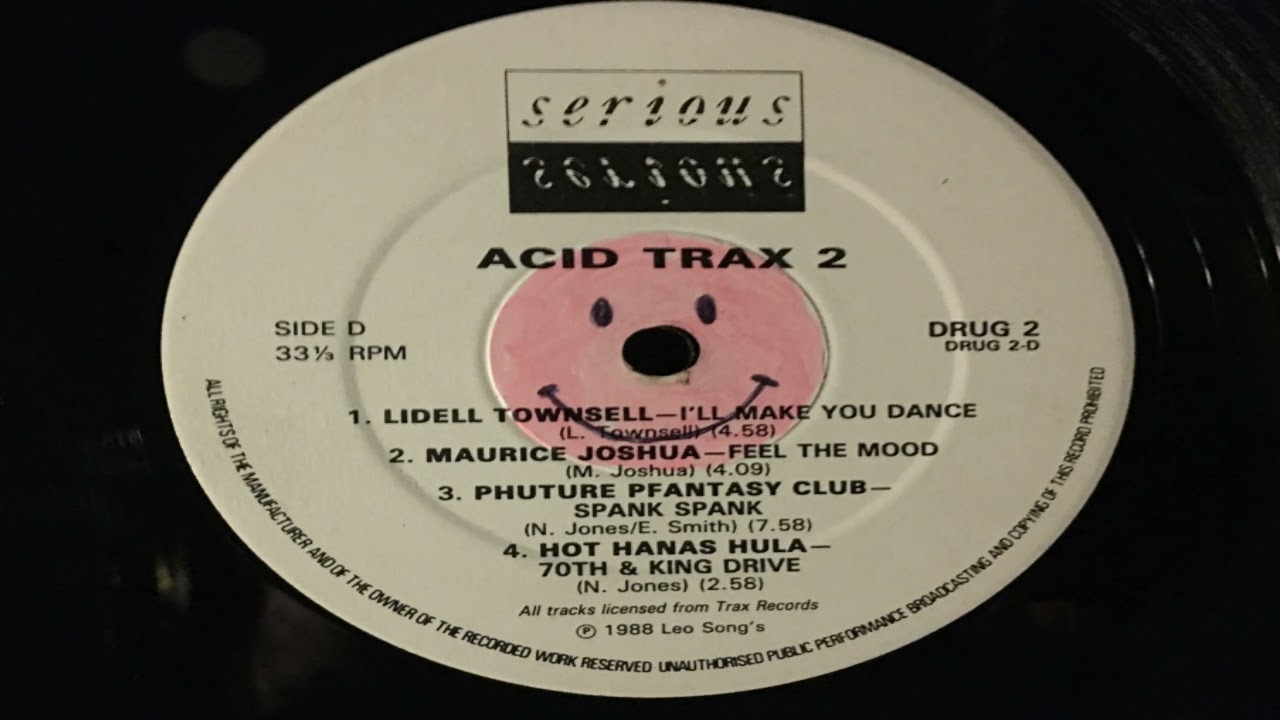 serious
serious
ACID TRAX 2
SIDE D
33⅓ RPM
DRUG 2
DRUG 2-D
1. LIDELL TOWNSELL—I'LL MAKE YOU DANCE
(L. Townsell) (4.58)
2. MAURICE JOSHUA—FEEL THE MOOD
(M. Joshua) (4.09)
3. PHUTURE PFANTASY CLUB—
SPANK SPANK
(N. Jones/E. Smith) (7.58)
4. HOT HANAS HULA—
70TH & KING DRIVE
(N. Jones) (2.58)
All tracks licensed from Trax Records
℗ 1988 Leo Song's
ALL RIGHTS OF THE MANUFACTURER AND OF THE OWNER OF THE RECORDED WORK RESERVED UNAUTHORISED PUBLIC PERFORMANCE BROADCASTING AND COPYING OF THIS RECORD PROHIBITED